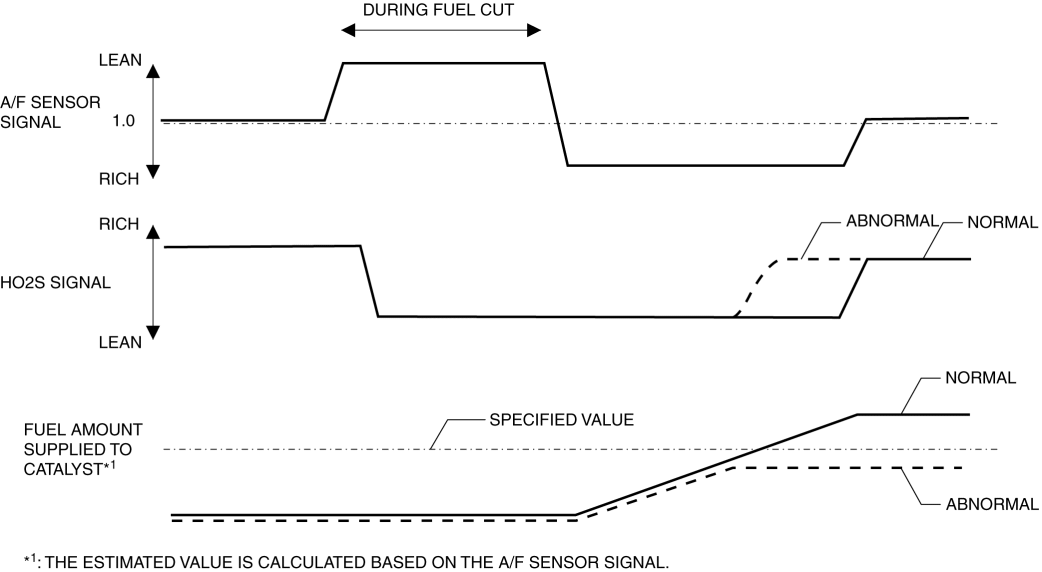 DURING FUEL CUT
LEAN
A/F SENSOR
SIGNAL
1.0
RICH
RICH
ABNORMAL
NORMAL
HO2S SIGNAL
LEAN
NORMAL
SPECIFIED VALUE
FUEL AMOUNT
SUPPLIED TO
CATALYST*1
ABNORMAL
*1: THE ESTIMATED VALUE IS CALCULATED BASED ON THE A/F SENSOR SIGNAL.